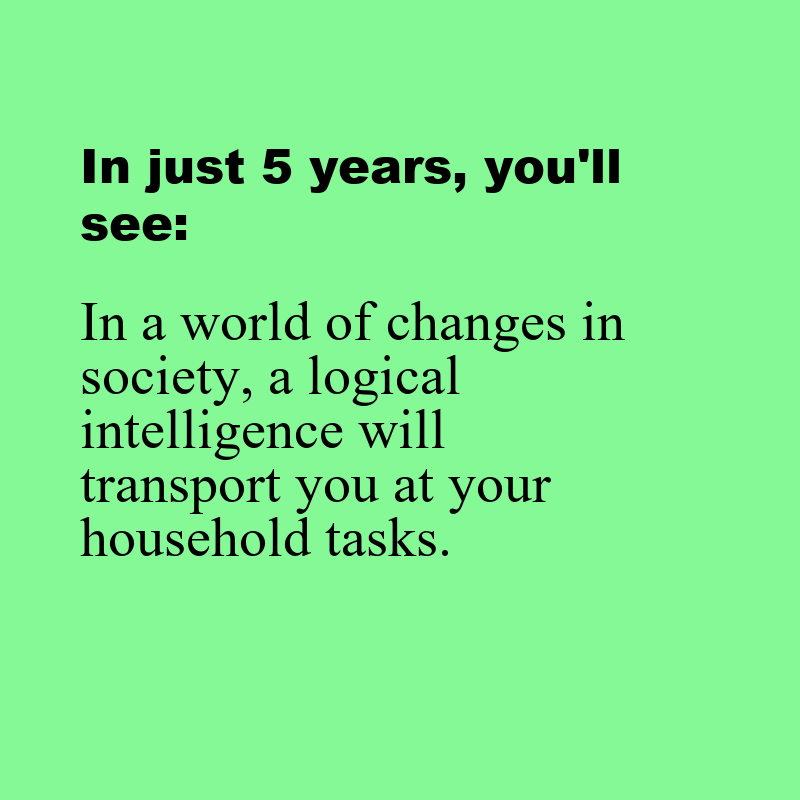 In just 5 years, you'll
see:
In a world of changes in
society, a logical
intelligence will
transport you at your
household tasks.